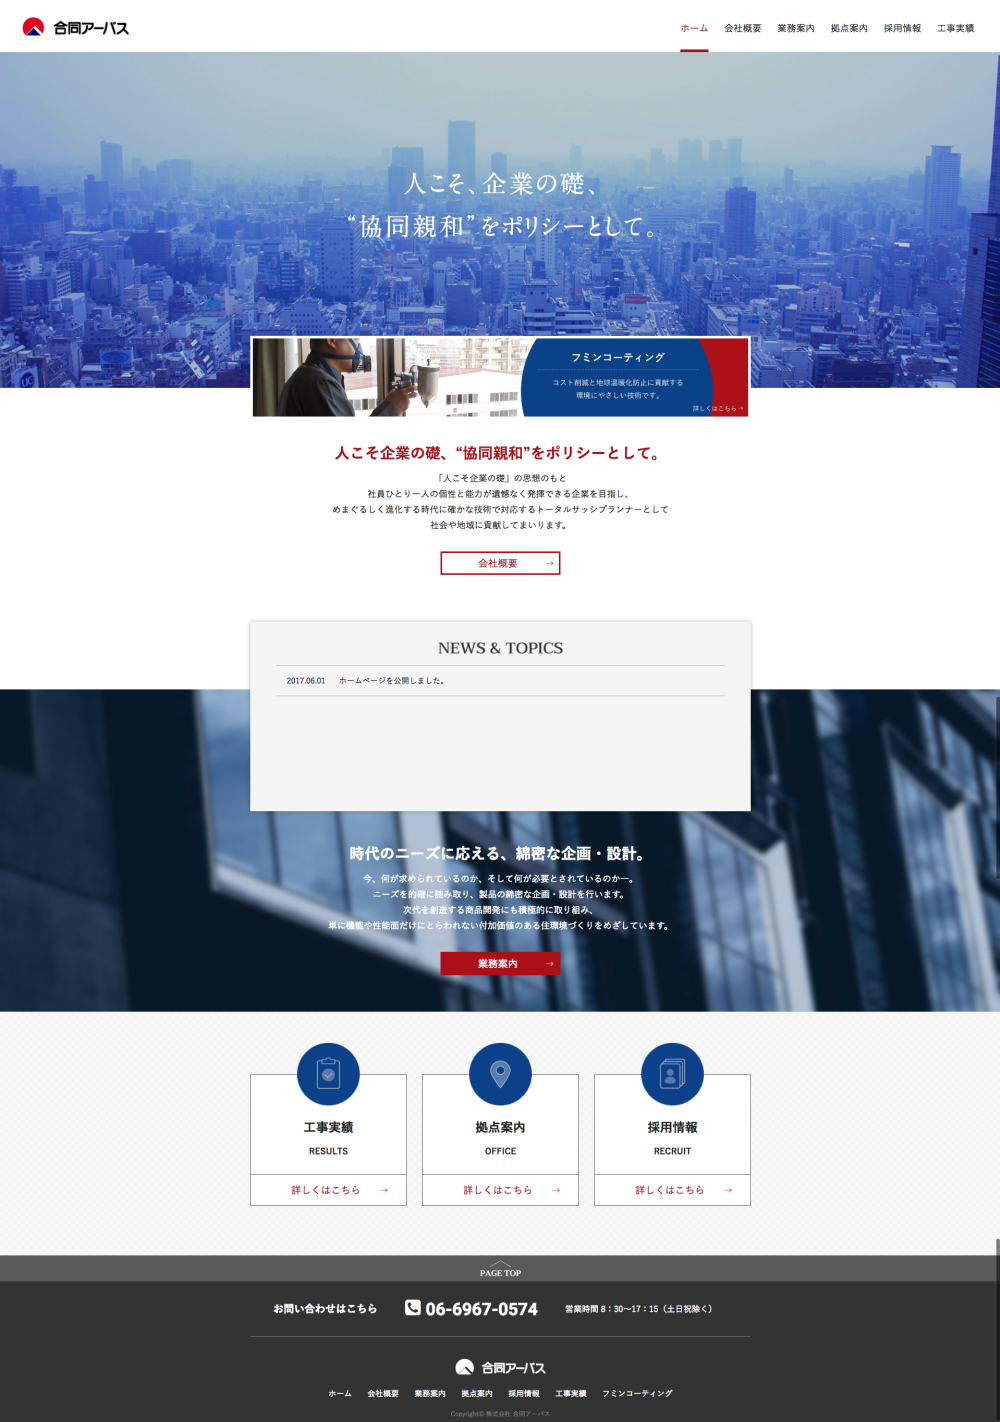 合同アーバス
ホーム 会社概要 業務案内 拠点案内 採用情報 工事実績
人こそ、企業の礎、
“協同親和”をポリシーとして。
フミンコーティング
コスト削減と地球温暖化防止に貢献する
環境にやさしい技術です。
詳しくはこちら→
人こそ企業の礎、“協同親和”をポリシーとして。
「人こそ企業の礎」の思想のもと
社員ひとり一人の個性と能力が遺憾なく発揮できる企業を目指し、
めまぐるしく進化する時代に確かな技術で対応するトータルサッシプランナーとして
社会や地域に貢献してまいります。
会社概要 →
NEWS & TOPICS
2017.06.01 ホームページを公開しました。
時代のニーズに応える、綿密な企画・設計。
今、何が求められているのか、そして何が必要とされているのか―。
ニーズを的確に読み取り、製品の綿密な企画・設計を行います。
次代を創造する商品開発にも積極的に取り組み、
単に機能や性能面だけにとらわれない付加価値のある住環境づくりをめざしています。
業務案内 →
工事実績
RESULTS
詳しくはこちら →
拠点案内
OFFICE
詳しくはこちら →
採用情報
RECRUIT
詳しくはこちら →
PAGE TOP
お問い合わせはこちら 06-6967-0574 営業時間 8：30〜17：15（土日祝除く）
合同アーバス
ホーム 会社概要 業務案内 拠点案内 採用情報 工事実績 フミンコーティング
Copyright© 株式会社 合同アーバス